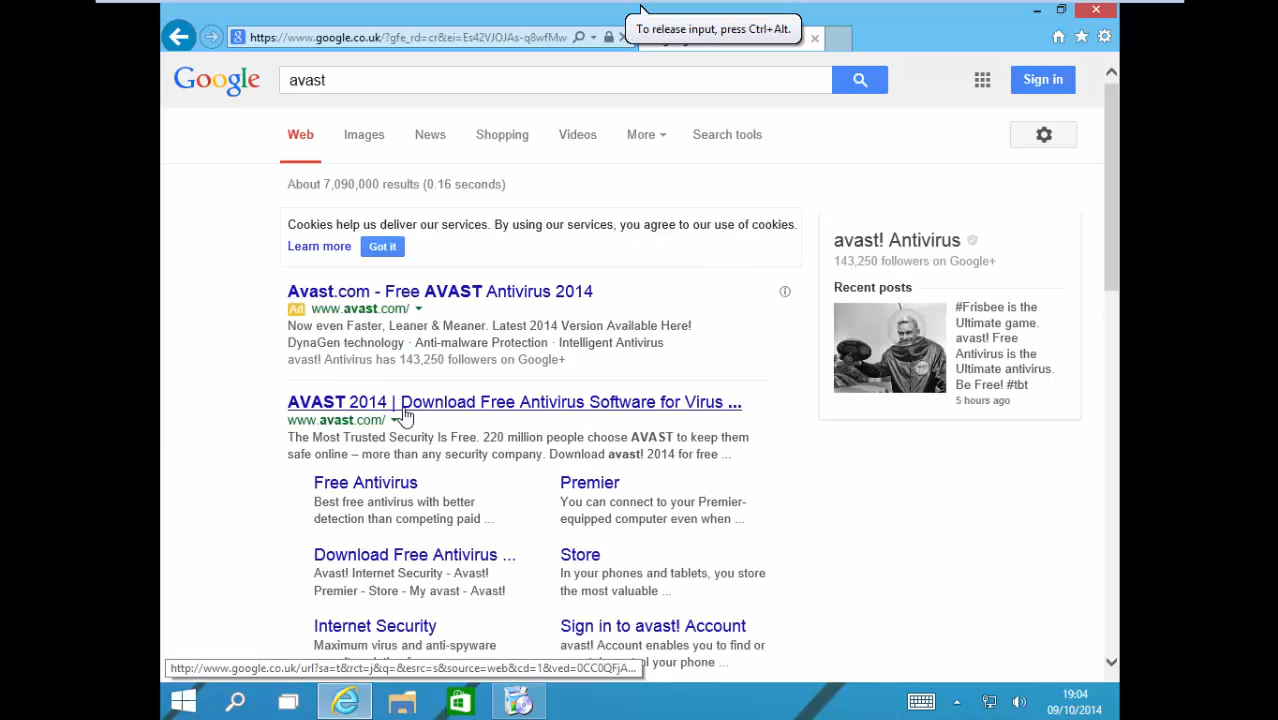 To release input, press Ctrl+Alt.
https://www.google.co.uk/?gfe_rd=cr&ei=Es42VJOJAs-q8wfMw
Google
avast
Sign in
Web Images News Shopping Videos More Search tools
About 7,090,000 results (0.16 seconds)
Cookies help us deliver our services. By using our services, you agree to our use of cookies.
Learn more Got it
Avast.com - Free AVAST Antivirus 2014
Ad www.avast.com/
Now even Faster, Leaner & Meaner. Latest 2014 Version Available Here!
DynaGen technology · Anti-malware Protection · Intelligent Antivirus
avast! Antivirus has 143,250 followers on Google+
AVAST 2014 | Download Free Antivirus Software for Virus ...
www.avast.com/
The Most Trusted Security Is Free. 220 million people choose AVAST to keep them
safe online – more than any security company. Download avast! 2014 for free ...
Free Antivirus
Best free antivirus with better
detection than competing paid ...
Premier
You can connect to your Premier-
equipped computer even when ...
Download Free Antivirus ...
Avast! Internet Security - Avast!
Premier - Store - My avast - Avast!
Store
In your phones and tablets, you store
the most valuable ...
Internet Security
Maximum virus and anti-spyware
Sign in to avast! Account
avast! Account enables you to find or
control your phone ...
avast! Antivirus
143,250 followers on Google+
Recent posts
#Frisbee is the
Ultimate game.
avast! Free
Antivirus is the
Ultimate antivirus.
Be Free! #tbt
5 hours ago
http://www.google.co.uk/url?sa=t&rct=j&q=&esrc=s&source=web&cd=1&ved=0CC0QFjA...
19:04
09/10/2014